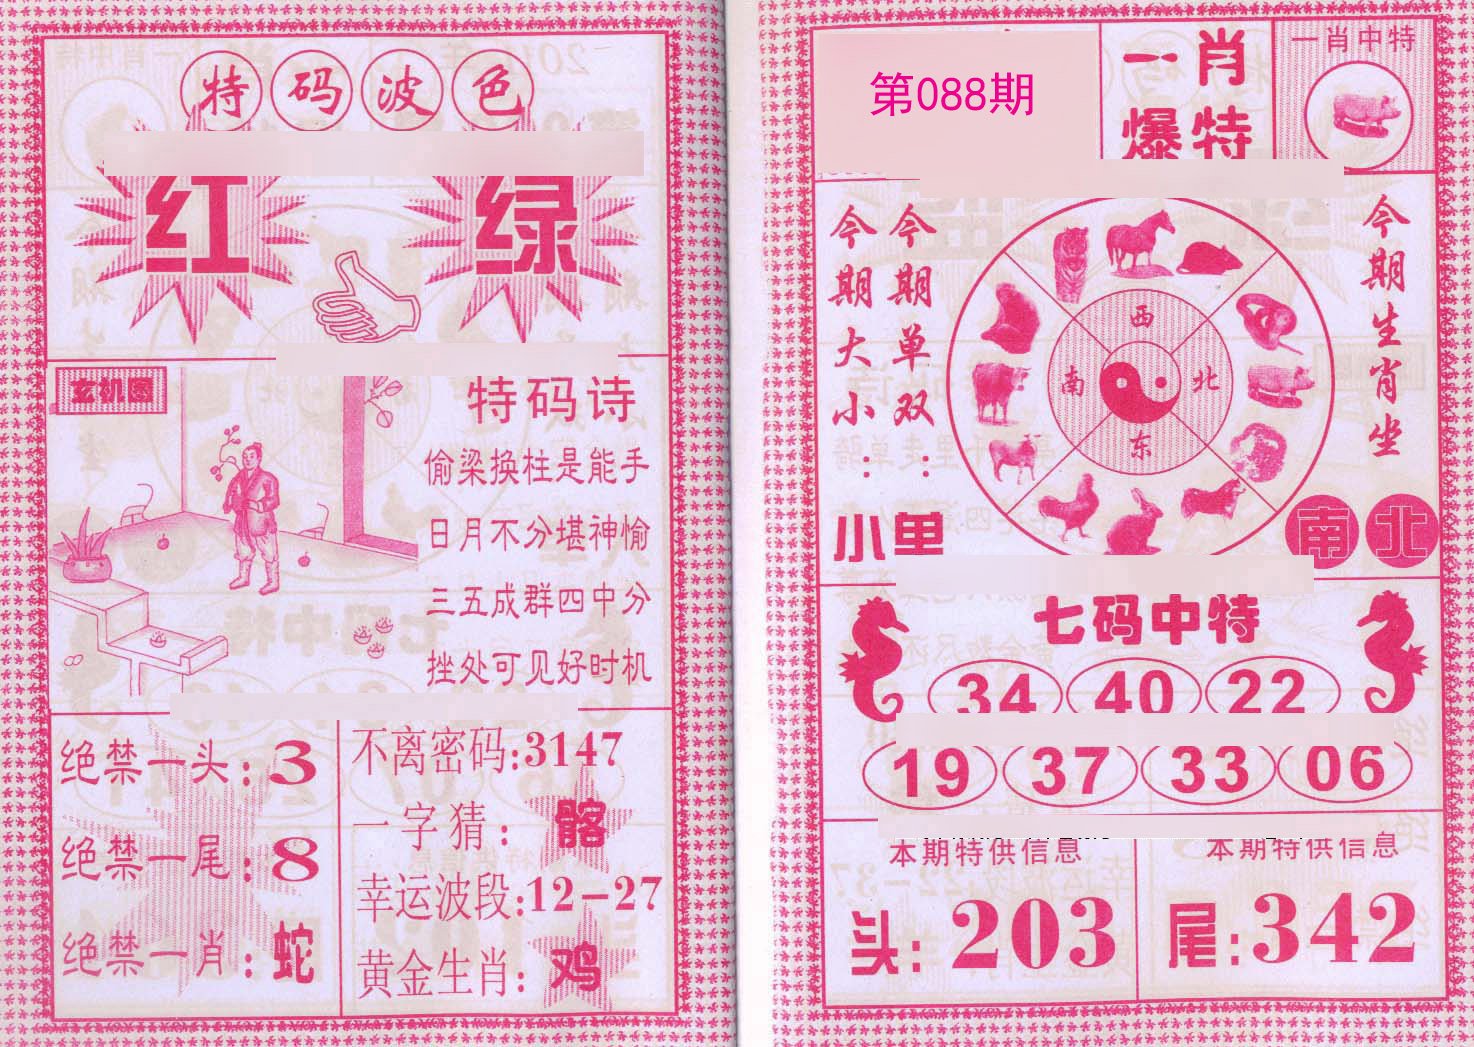 特码波色
红 绿
玄机图
特码诗
偷梁换柱是能手
日月不分堪神愉
三五成群四中分
挫处可见好时机
绝禁一头:3
绝禁一尾:8
绝禁一肖:蛇
不离密码:3147
一字猜:髂
幸运波段:12-27
黄金生肖:鸡
第088期
一肖
爆特
一肖中特
今期大小:小
今期单双:单
西
南 北
东
今期生肖坐
南北
七码中特
34 40 22
19 37 33 06
本期特供信息
头:203
本期特供信息
尾:342